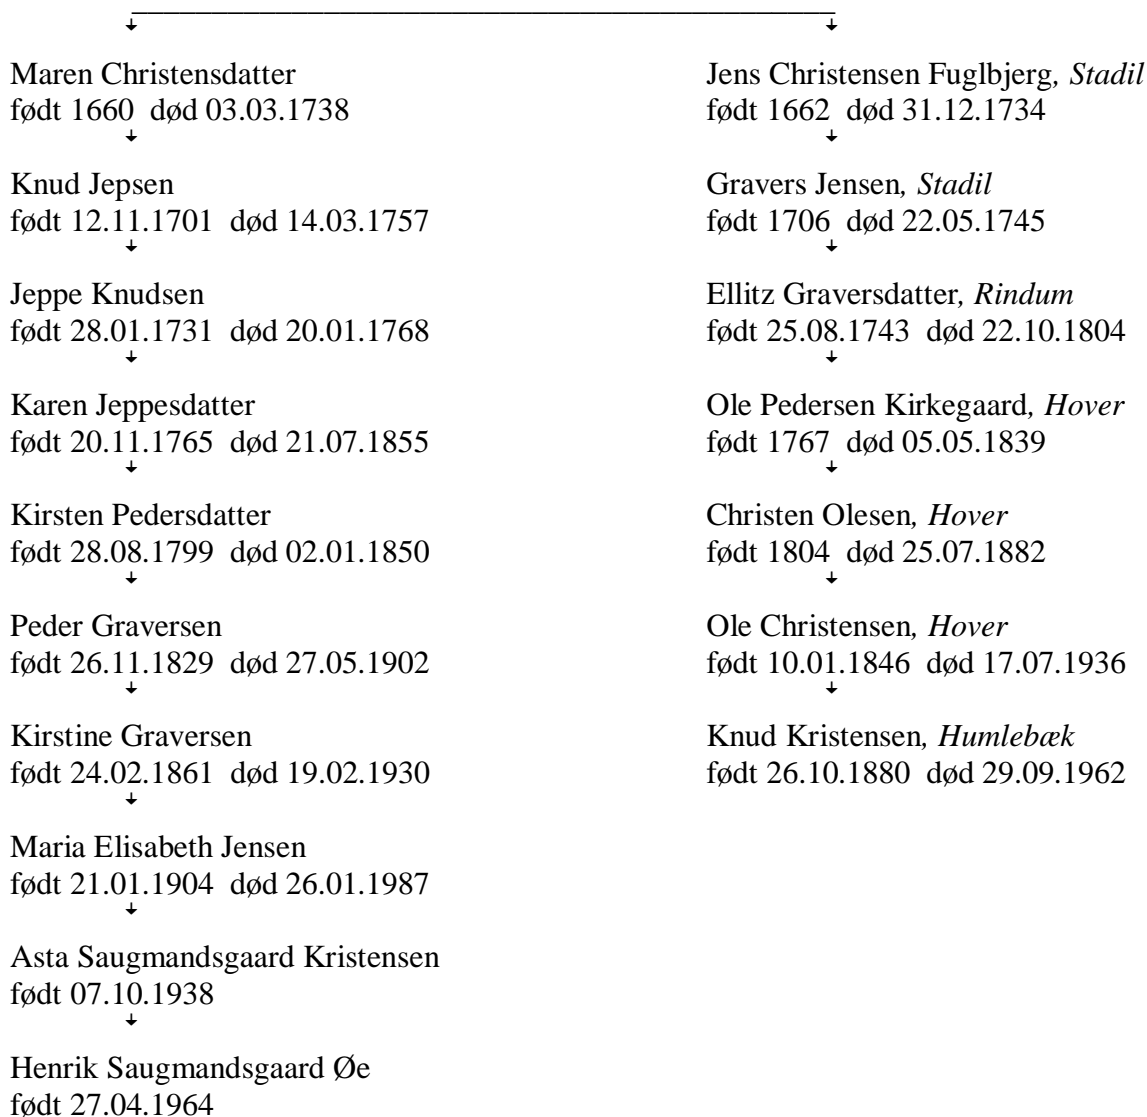 Maren Christensdatter
født 1660 død 03.03.1738
Knud Jepsen
født 12.11.1701 død 14.03.1757
Jeppe Knudsen
født 28.01.1731 død 20.01.1768
Karen Jeppesdatter
født 20.11.1765 død 21.07.1855
Kirsten Pedersdatter
født 28.08.1799 død 02.01.1850
Peder Graversen
født 26.11.1829 død 27.05.1902
Kirstine Graversen
født 24.02.1861 død 19.02.1930
Maria Elisabeth Jensen
født 21.01.1904 død 26.01.1987
Asta Saugmandsgaard Kristensen
født 07.10.1938
Henrik Saugmandsgaard Øe
født 27.04.1964
Jens Christensen Fuglbjerg, Stadil
født 1662 død 31.12.1734
Gravers Jensen, Stadil
født 1706 død 22.05.1745
Ellitz Graversdatter, Rindum
født 25.08.1743 død 22.10.1804
Ole Pedersen Kirkegaard, Hover
født 1767 død 05.05.1839
Christen Olesen, Hover
født 1804 død 25.07.1882
Ole Christensen, Hover
født 10.01.1846 død 17.07.1936
Knud Kristensen, Humlebæk
født 26.10.1880 død 29.09.1962